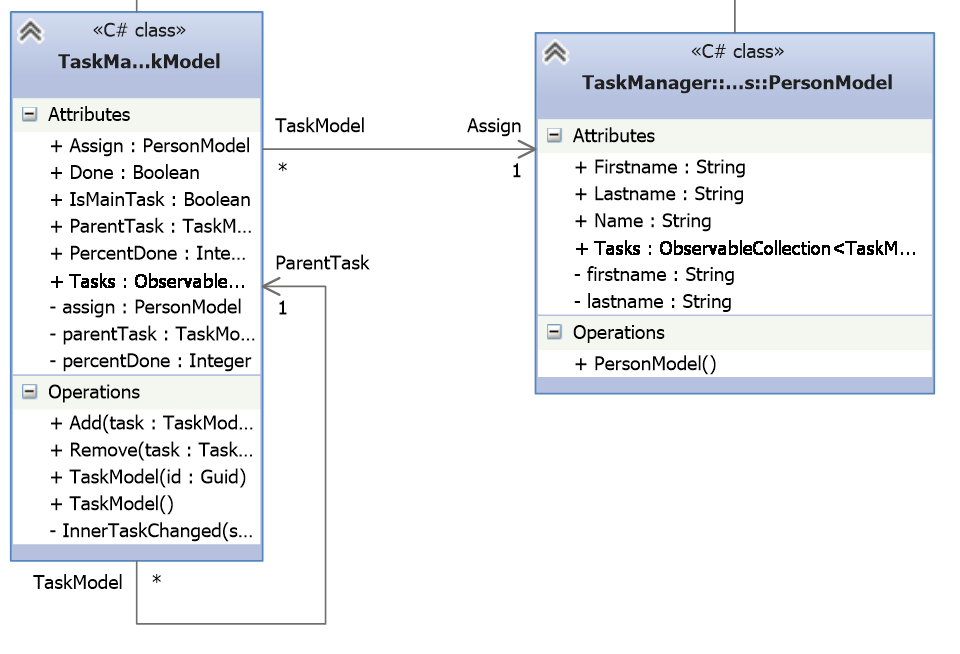 «C# class»
TaskMa...kModel
Attributes
+ Assign : PersonModel
+ Done : Boolean
+ IsMainTask : Boolean
+ ParentTask : TaskM...
+ PercentDone : Inte...
+ Tasks : Observable...
- assign : PersonModel
- parentTask : TaskMo...
- percentDone : Integer
Operations
+ Add(task : TaskMod...
+ Remove(task : Task...
+ TaskModel(id : Guid)
+ TaskModel()
- InnerTaskChanged(s...
TaskModel
*
TaskModel
Assign
*
1
ParentTask
1
«C# class»
TaskManager::...s::PersonModel
Attributes
+ Firstname : String
+ Lastname : String
+ Name : String
+ Tasks : ObservableCollection<TaskM...
- firstname : String
- lastname : String
Operations
+ PersonModel()